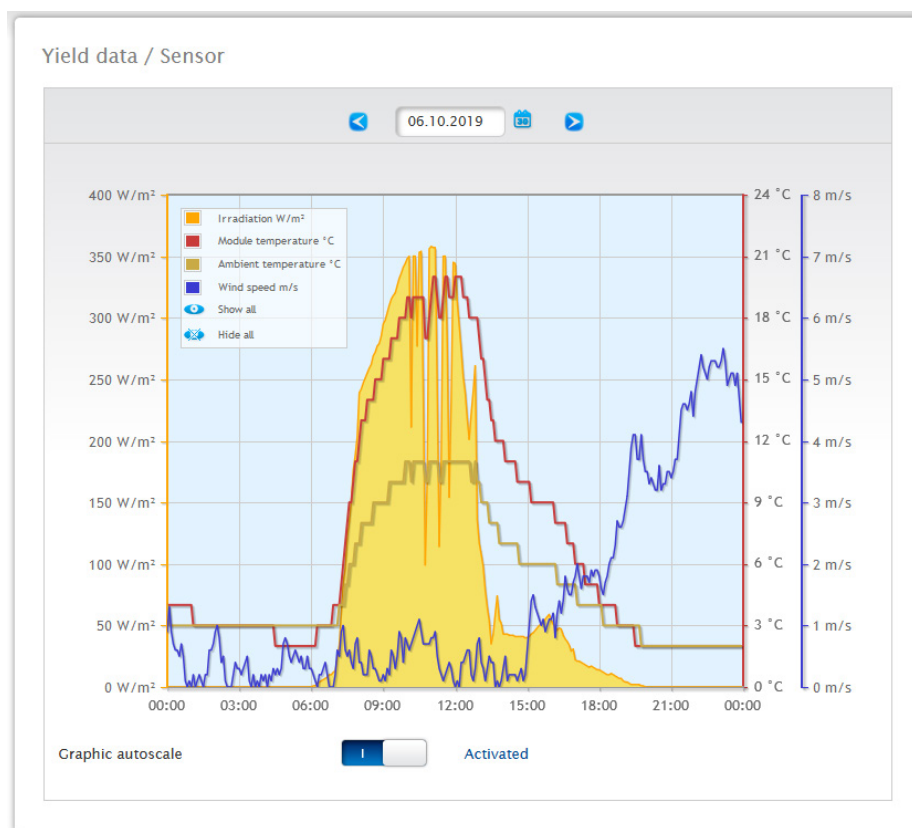 Yield data / Sensor
06.10.2019
30
400 W/m²
350 W/m²
300 W/m²
250 W/m²
200 W/m²
150 W/m²
100 W/m²
50 W/m²
0 W/m²
Irradiation W/m²
Module temperature °C
Ambient temperature °C
Wind speed m/s
Show all
Hide all
24 °C
21 °C
18 °C
15 °C
12 °C
9 °C
6 °C
3 °C
0 °C
8 m/s
7 m/s
6 m/s
5 m/s
4 m/s
3 m/s
2 m/s
1 m/s
0 m/s
00:00 03:00 06:00 09:00 12:00 15:00 18:00 21:00 00:00
Graphic autoscale I Activated